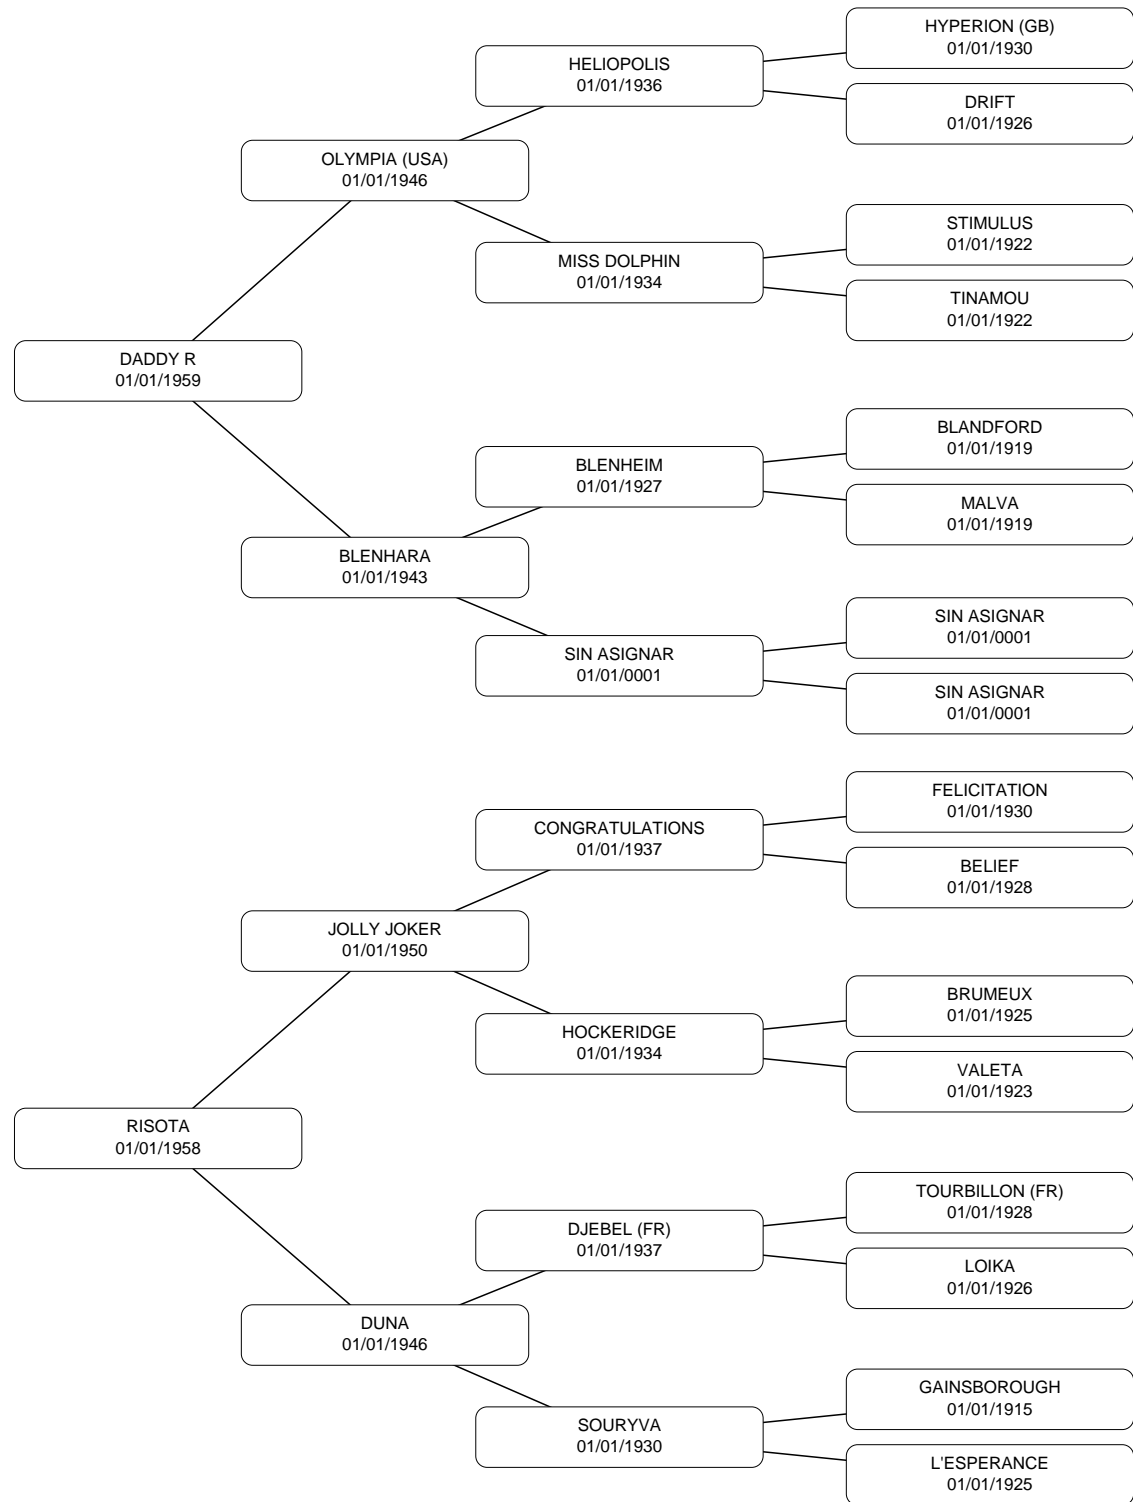 HYPERION (GB)
01/01/1930
HELIOPOLIS
01/01/1936
DRIFT
01/01/1926
OLYMPIA (USA)
01/01/1946
STIMULUS
01/01/1922
MISS DOLPHIN
01/01/1934
TINAMOU
01/01/1922
DADDY R
01/01/1959
BLANDFORD
01/01/1919
BLENHEIM
01/01/1927
MALVA
01/01/1919
BLENHARA
01/01/1943
SIN ASIGNAR
01/01/0001
SIN ASIGNAR
01/01/0001
SIN ASIGNAR
01/01/0001
FELICITATION
01/01/1930
CONGRATULATIONS
01/01/1937
BELIEF
01/01/1928
JOLLY JOKER
01/01/1950
BRUMEUX
01/01/1925
HOCKERIDGE
01/01/1934
VALETA
01/01/1923
RISOTA
01/01/1958
TOURBILLON (FR)
01/01/1928
DJEBEL (FR)
01/01/1937
LOIKA
01/01/1926
DUNA
01/01/1946
GAINSBOROUGH
01/01/1915
SOURYVA
01/01/1930
L'ESPERANCE
01/01/1925